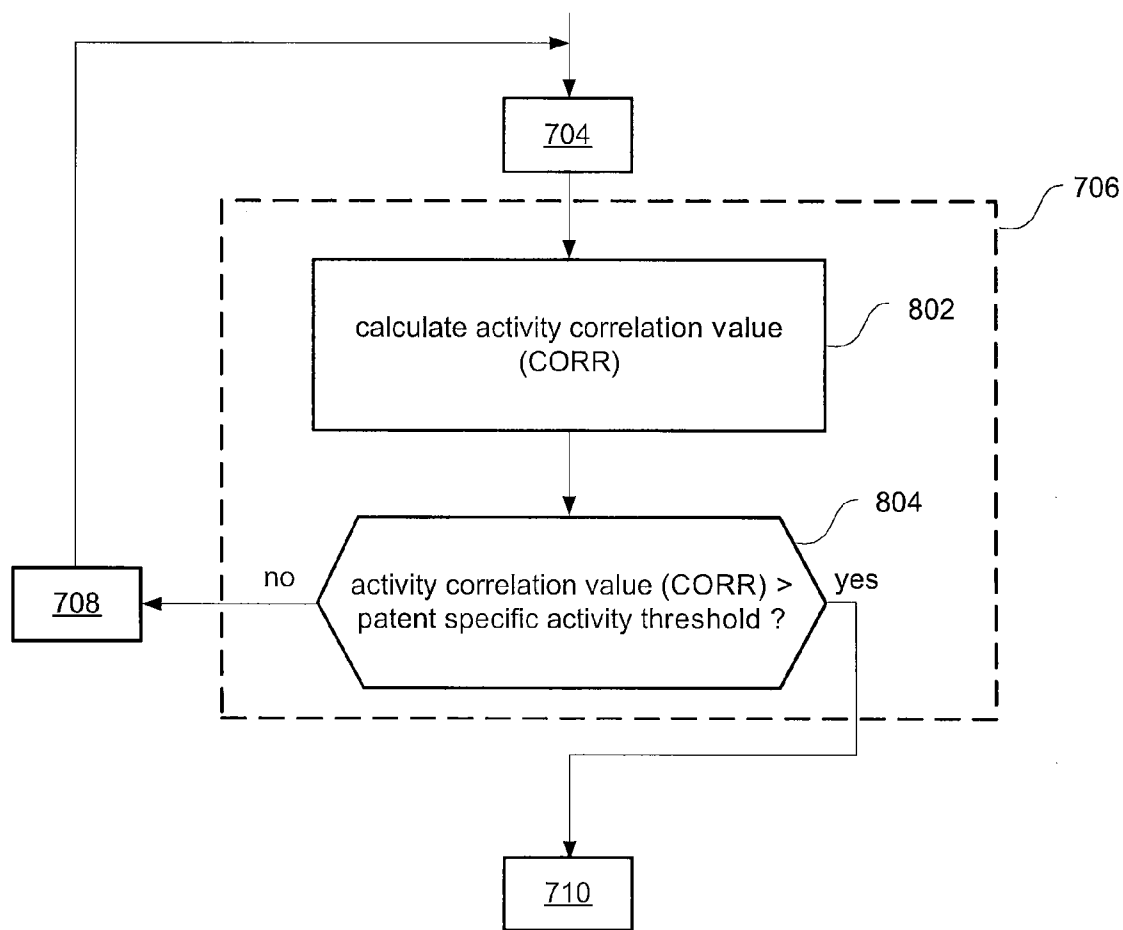 704
706
calculate activity correlation value
(CORR)
802
804
no
activity correlation value (CORR) >
patent specific activity threshold ?
yes
708
710